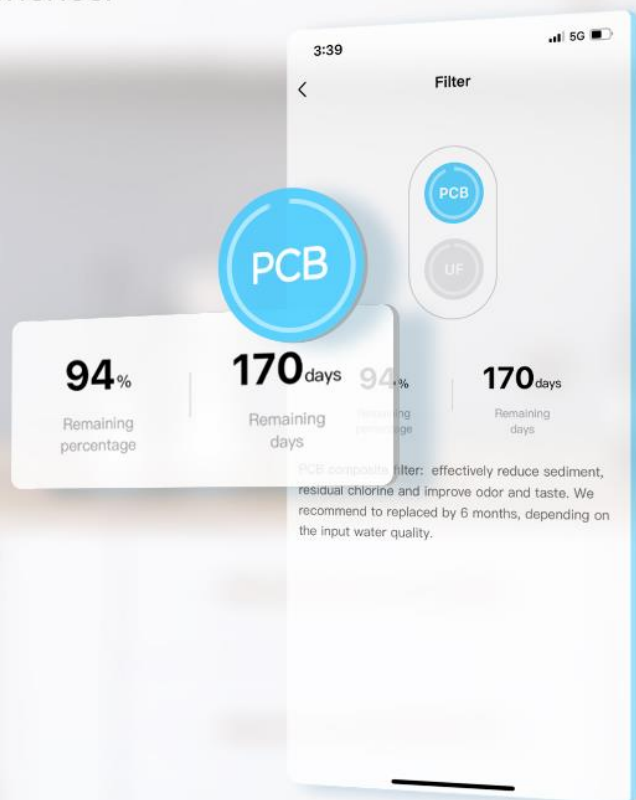 3:39
5G
Filter
PCB
UF
PCB
94%
Remaining
percentage
170days
Remaining
days
94%
170days
Remaining
days
PCB composite filter: effectively reduce sediment,
residual chlorine and improve odor and taste. We
recommend to replaced by 6 months, depending on
the input water quality.